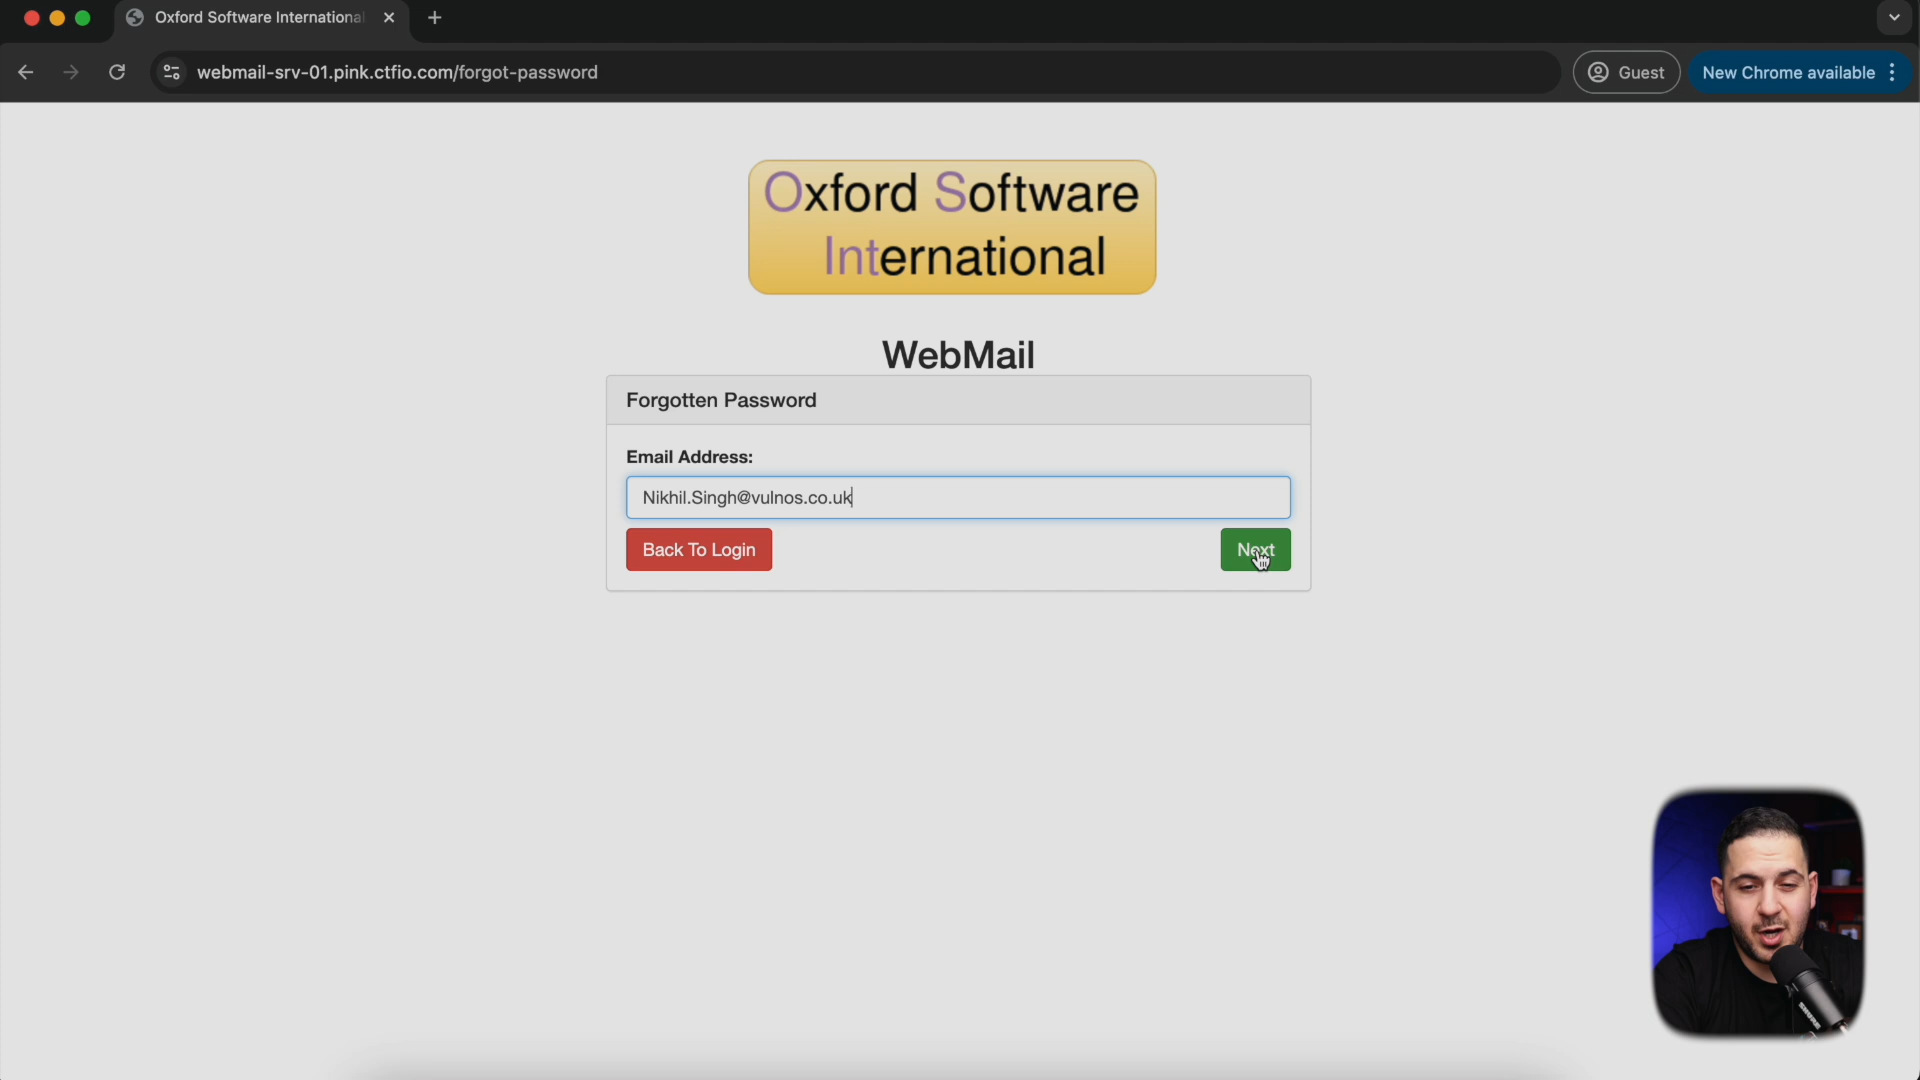 Oxford Software Internationa
webmail-srv-01.pink.ctfio.com/forgot-password
Guest
New Chrome available
Oxford Software
International
WebMail
Forgotten Password
Email Address:
Nikhil.Singh@vulnos.co.uk
Back To Login
Next
SHURE